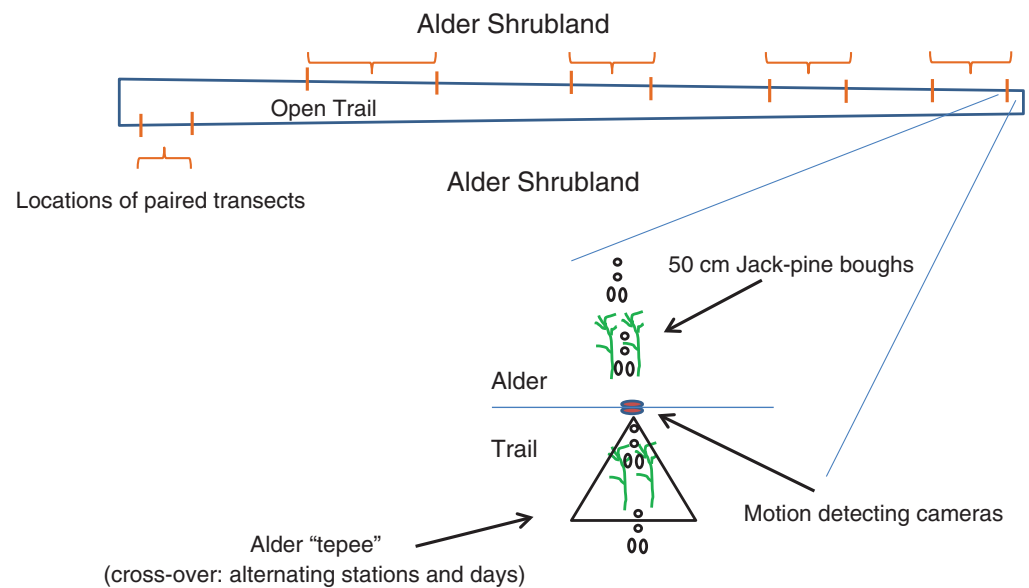 Alder Shrubland
Open Trail
Alder Shrubland
Locations of paired transects
50 cm Jack-pine boughs
Alder
Trail
Motion detecting cameras
Alder “tepee”
(cross-over: alternating stations and days)